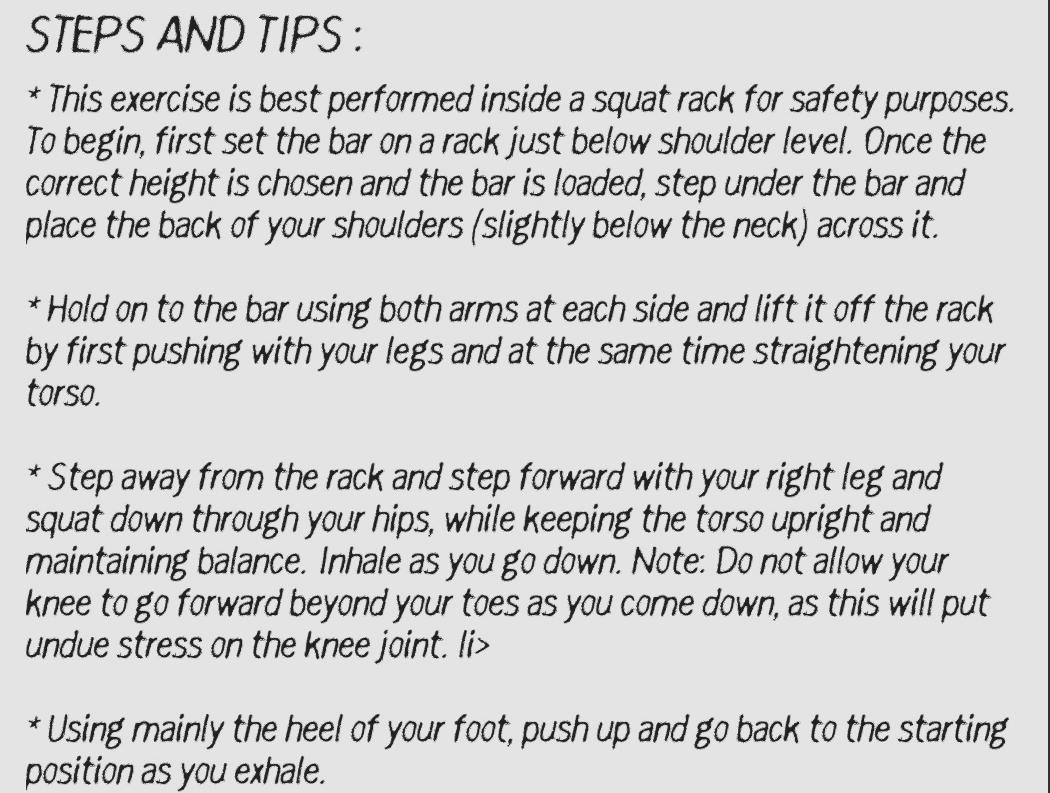 STEPS AND TIPS :
* This exercise is best performed inside a squat rack for safety purposes.
To begin, first set the bar on a rack just below shoulder level. Once the
correct height is chosen and the bar is loaded, step under the bar and
place the back of your shoulders (slightly below the neck) across it.
* Hold on to the bar using both arms at each side and lift it off the rack
by first pushing with your legs and at the same time straightening your
torso.
* Step away from the rack and step forward with your right leg and
squat down through your hips, while keeping the torso upright and
maintaining balance. Inhale as you go down. Note: Do not allow your
knee to go forward beyond your toes as you come down, as this will put
undue stress on the knee joint. li>
* Using mainly the heel of your foot, push up and go back to the starting
position as you exhale.